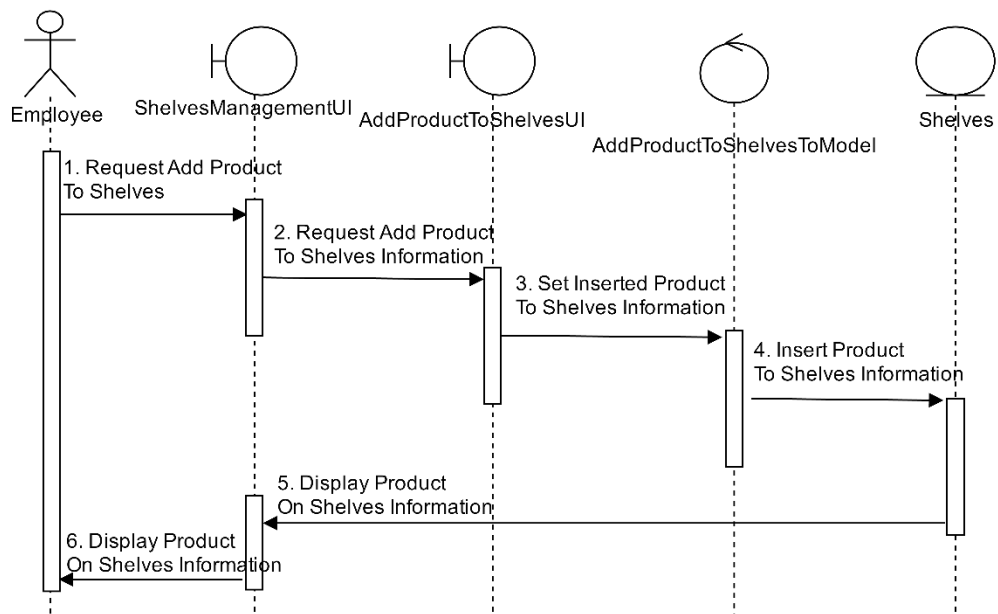 Employee
ShelvesManagementUI
AddProductToShelvesUI
AddProductToShelvesToModel
Shelves
1. Request Add Product
To Shelves
2. Request Add Product
To Shelves Information
3. Set Inserted Product
To Shelves Information
4. Insert Product
To Shelves Information
5. Display Product
On Shelves Information
6. Display Product
On Shelves Information